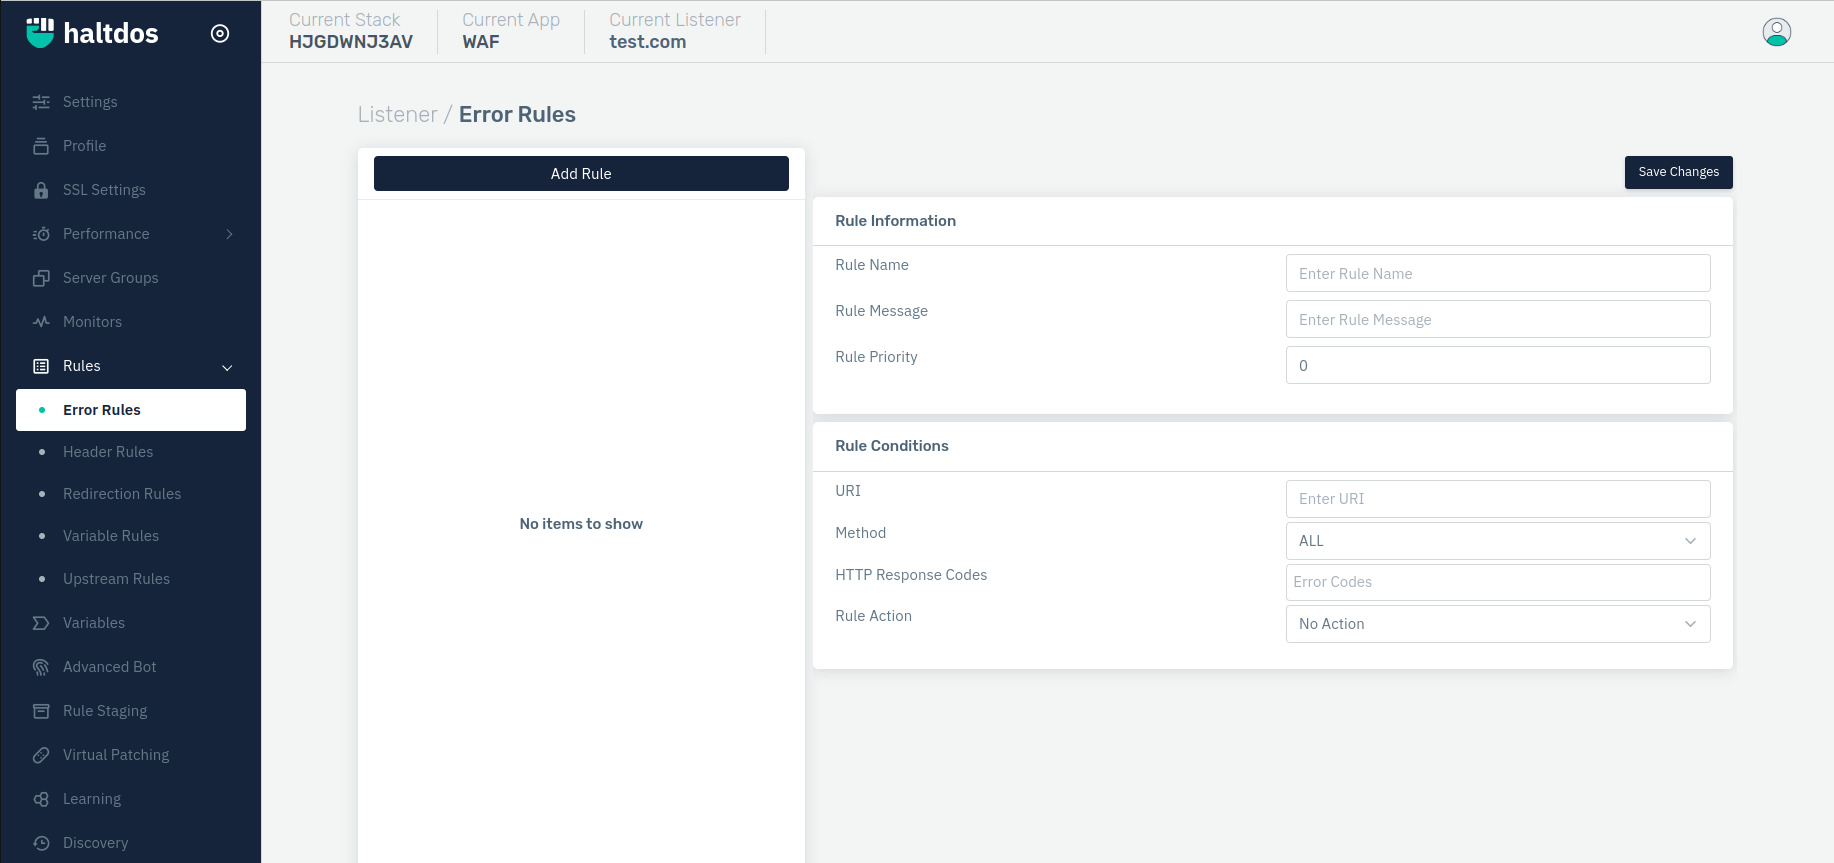 haltdos
Current Stack
HJGDWNJ3AV
Current App
WAF
Current Listener
test.com
Settings
Profile
SSL Settings
Performance
Server Groups
Monitors
Rules
Error Rules
Header Rules
Redirection Rules
Variable Rules
Upstream Rules
Variables
Advanced Bot
Rule Staging
Virtual Patching
Learning
Discovery
Listener / Error Rules
Add Rule
No items to show
Save Changes
Rule Information
Rule Name
Enter Rule Name
Rule Message
Enter Rule Message
Rule Priority
0
Rule Conditions
URI
Enter URI
Method
ALL
HTTP Response Codes
Error Codes
Rule Action
No Action